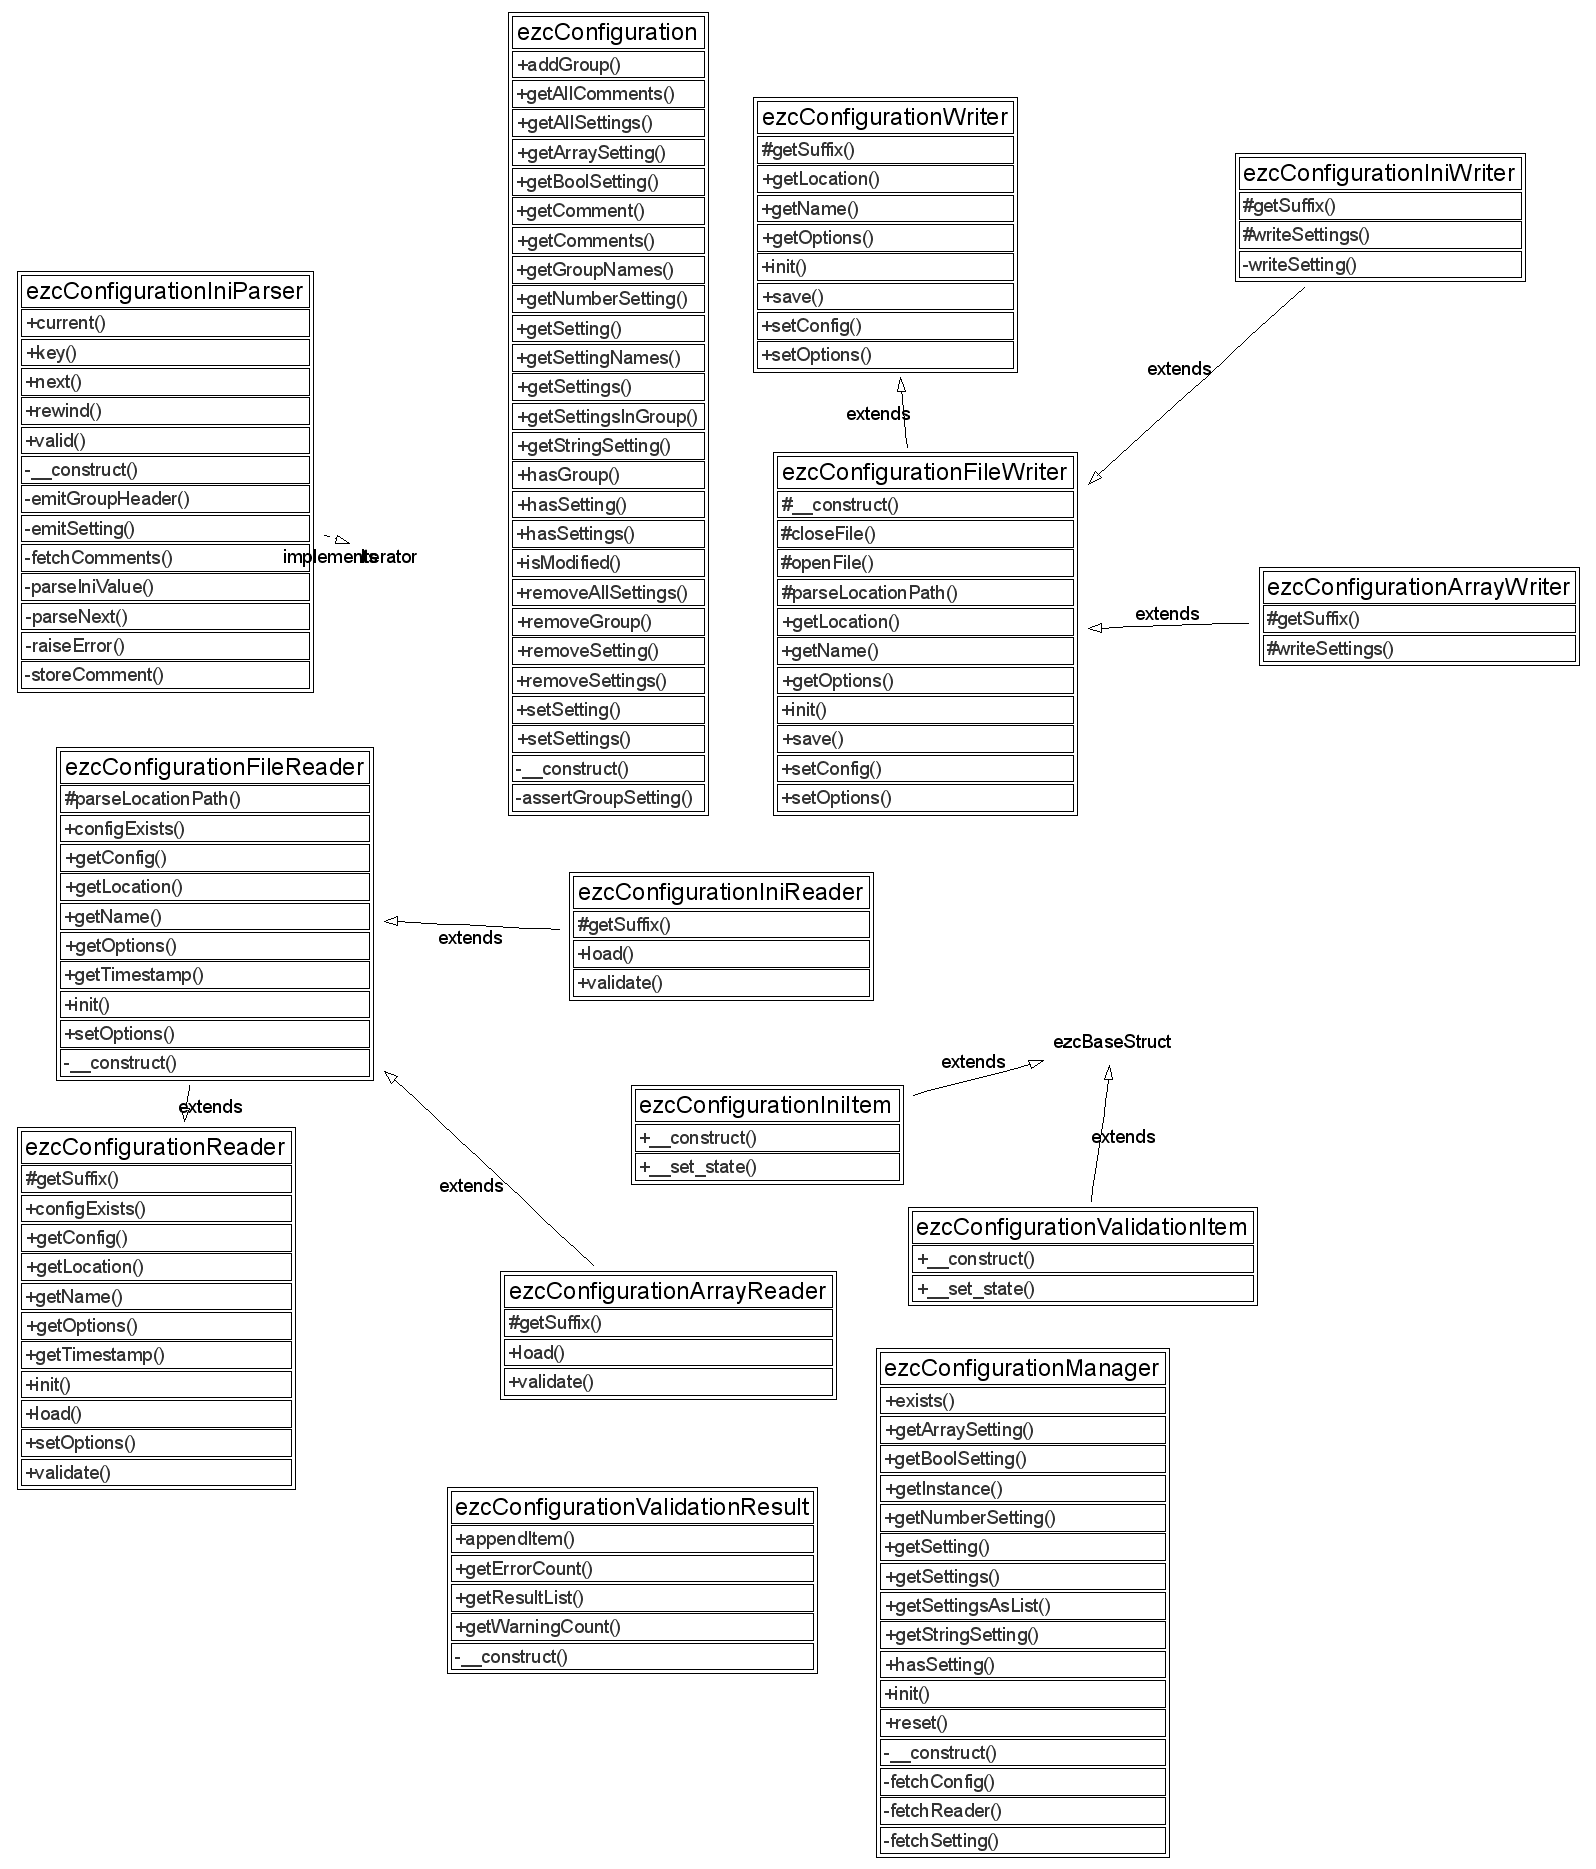 ezcConfiguration
+addGroup()
+getAllComments()
+getAllSettings()
+getArraySetting()
+getBoolSetting()
+getComment()
+getComments()
+getGroupNames()
+getNumberSetting()
+getSetting()
+getSettingNames()
+getSettings()
+getSettingsInGroup()
+getStringSetting()
+hasGroup()
+hasSetting()
+hasSettings()
+isModified()
+removeAllSettings()
+removeGroup()
+removeSetting()
+removeSettings()
+setSetting()
+setSettings()
-__construct()
-assertGroupSetting()
ezcConfigurationWriter
#getSuffix()
+getLocation()
+getName()
+getOptions()
+init()
+save()
+setConfig()
+setOptions()
extends
ezcConfigurationIniWriter
#getSuffix()
#writeSettings()
-writeSetting()
extends
ezcConfigurationIniParser
+current()
+key()
+next()
+rewind()
+valid()
-__construct()
-emitGroupHeader()
-emitSetting()
-fetchComments()
-parseIniValue()
-parseNext()
-raiseError()
-storeComment()
implements
Iterator
ezcConfigurationFileWriter
#__construct()
#closeFile()
#openFile()
#parseLocationPath()
+getLocation()
+getName()
+getOptions()
+init()
+save()
+setConfig()
+setOptions()
extends
ezcConfigurationArrayWriter
#getSuffix()
#writeSettings()
ezcConfigurationFileReader
#parseLocationPath()
+configExists()
+getConfig()
+getLocation()
+getName()
+getOptions()
+getTimestamp()
+init()
+setOptions()
-__construct()
extends
ezcConfigurationIniReader
#getSuffix()
+load()
+validate()
extends
ezcBaseStruct
extends
ezcConfigurationIniItem
+__construct()
+__set_state()
extends
ezcConfigurationReader
#getSuffix()
+configExists()
+getConfig()
+getLocation()
+getName()
+getOptions()
+getTimestamp()
+init()
+load()
+setOptions()
+validate()
extends
ezcConfigurationValidationItem
+__construct()
+__set_state()
extends
ezcConfigurationArrayReader
#getSuffix()
+load()
+validate()
ezcConfigurationManager
+exists()
+getArraySetting()
+getBoolSetting()
+getInstance()
+getNumberSetting()
+getSetting()
+getSettings()
+getSettingsAsList()
+getStringSetting()
+hasSetting()
+init()
+reset()
-__construct()
-fetchConfig()
-fetchReader()
-fetchSetting()
ezcConfigurationValidationResult
+appendItem()
+getErrorCount()
+getResultList()
+getWarningCount()
-__construct()